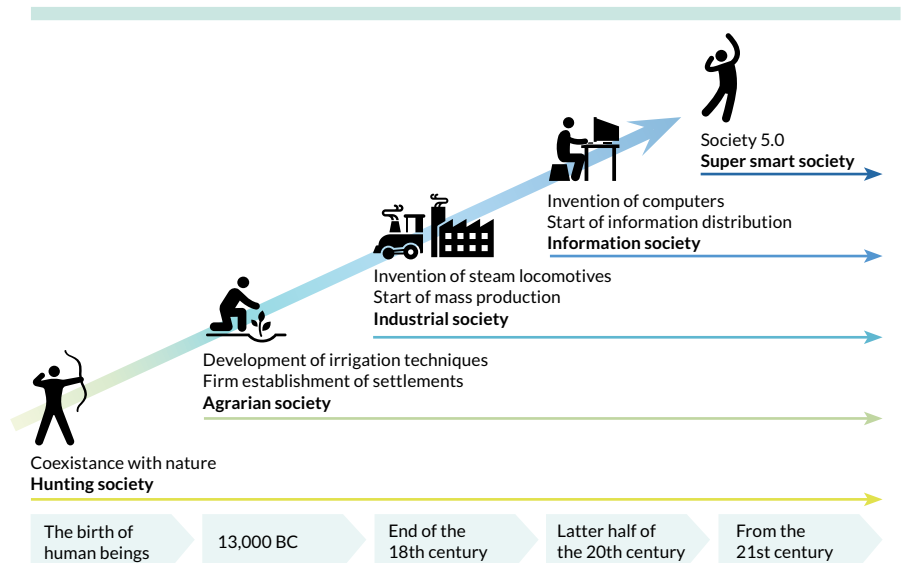 Society 5.0
Super smart society
Invention of computers
Start of information distribution
Information society
Invention of steam locomotives
Start of mass production
Industrial society
Development of irrigation techniques
Firm establishment of settlements
Agrarian society
Coexistance with nature
Hunting society
The birth of
human beings
13,000 BC
End of the
18th century
Latter half of
the 20th century
From the
21st century